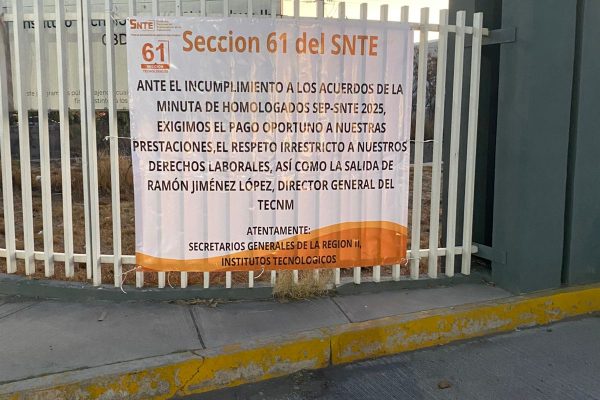 SNTE
61
SECCIÓN
Seccion 61 del SNTE
ANTE EL INCUMPLIMIENTO A LOS ACUERDOS DE LA
MINUTA DE HOMOLOGADOS SEP-SNTE 2025,
EXIGIMOS EL PAGO OPORTUNO A NUESTRAS
PRESTACIONES,EL RESPETO IRRESTRICTO A NUESTROS
DERECHOS LABORALES, ASÍ COMO LA SALIDA DE
RAMÓN JIMÉNEZ LÓPEZ, DIRECTOR GENERAL DEL
TECNM
ATENTAMENTE:
SECRETARIOS GENERALES DE LA REGION II,
INSTITUTOS TECNOLOGICOS